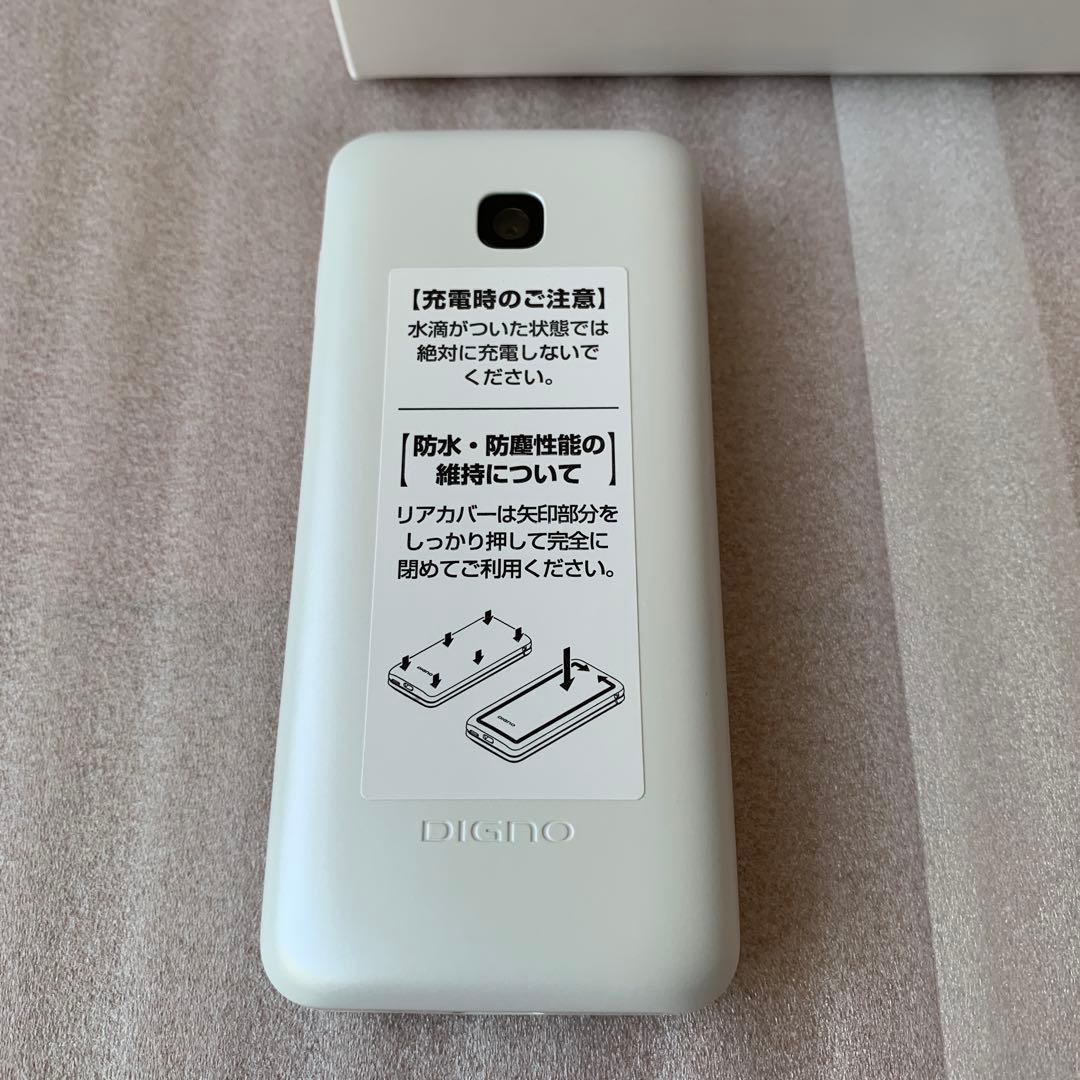 【充電時のご注意】
水滴がついた状態では
絶対に充電しないで
ください。
【防水・防塵性能の
維持について】
リアカバーは矢印部分を
しっかり押して完全に
閉めてご利用ください。
DIGNO
DIGNO
DIGNO